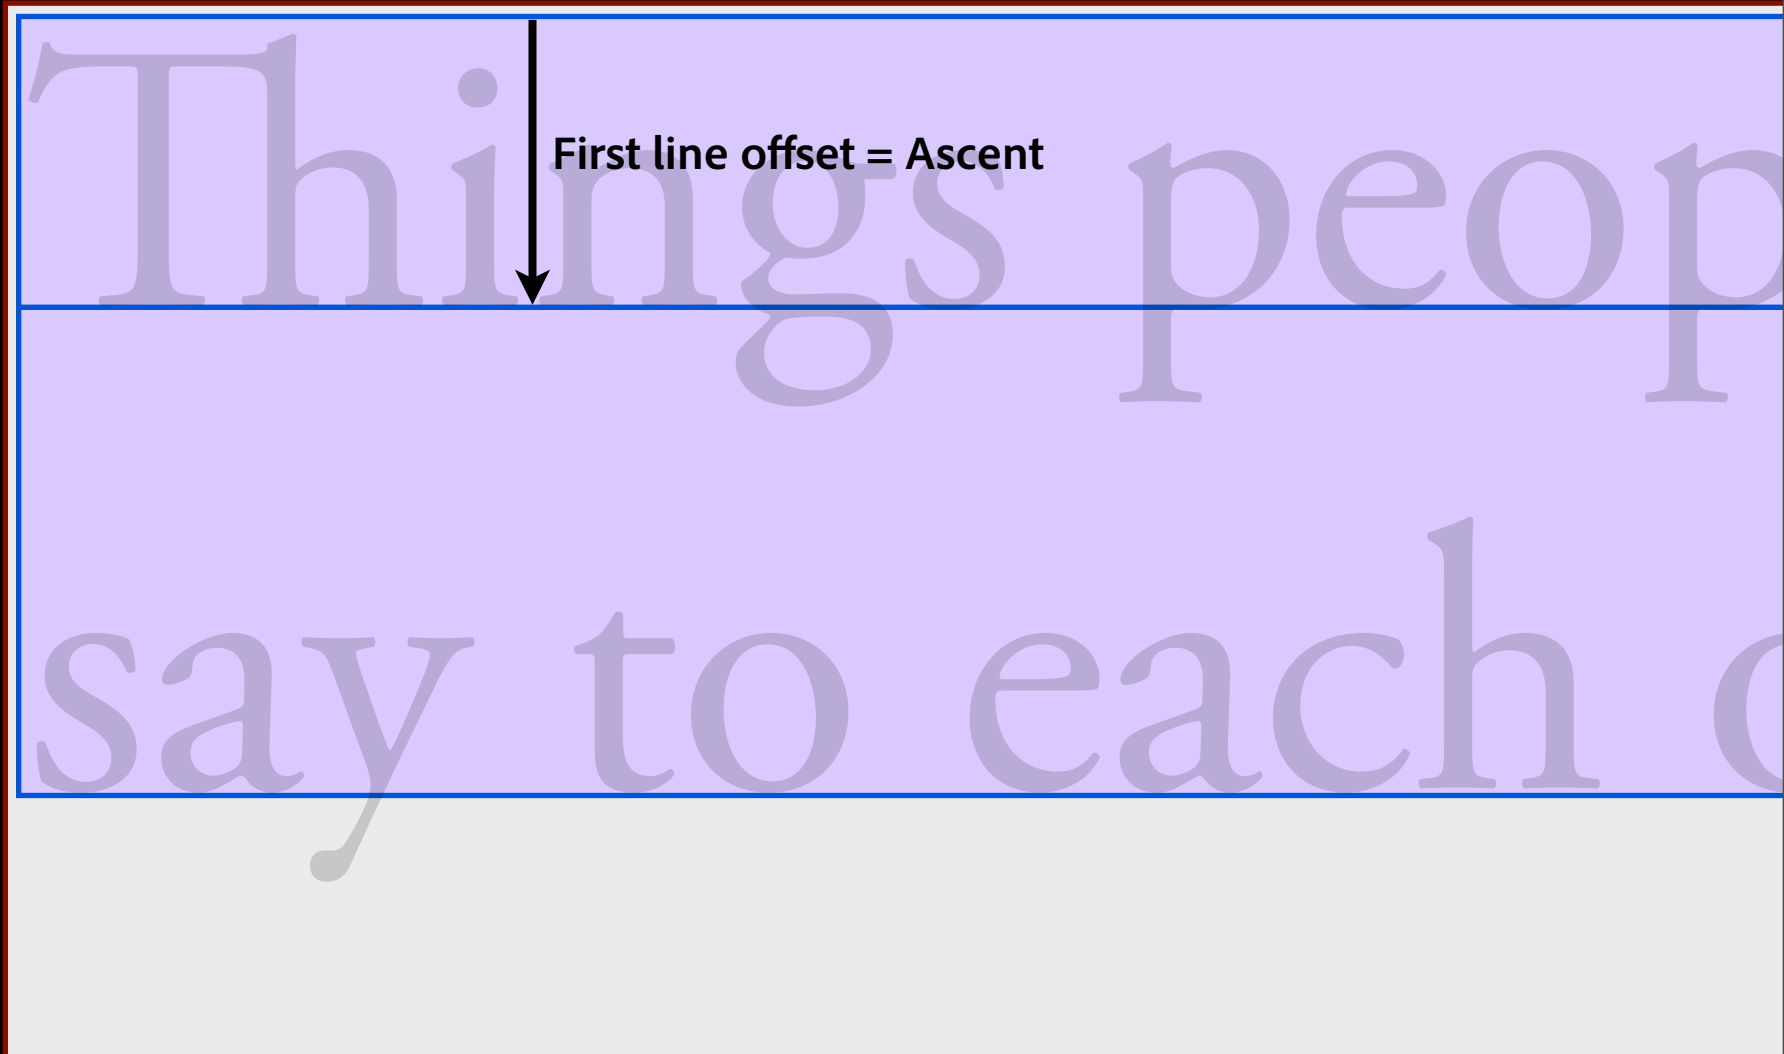 First line offset = Ascent
Things peop
say to each